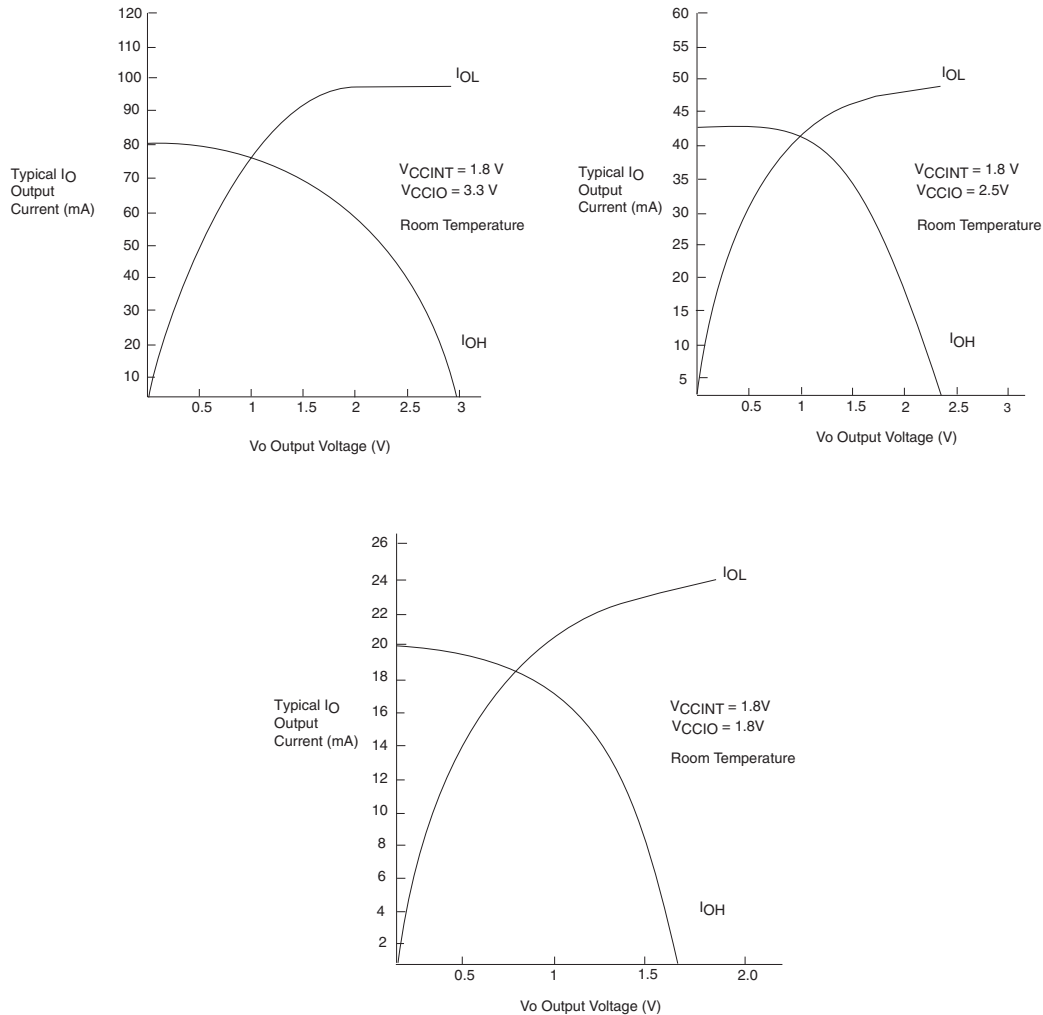 120
110
100
90
80
70
60
50
40
30
20
10
Typical IO
Output
Current (mA)
IOL
VCCINT = 1.8 V
VCCIO = 3.3 V
Room Temperature
IOH
0.5 1 1.5 2 2.5 3
Vo Output Voltage (V)
60
55
50
45
40
35
30
25
20
15
10
5
Typical IO
Output
Current (mA)
IOL
VCCINT = 1.8 V
VCCIO = 2.5V
Room Temperature
IOH
0.5 1 1.5 2 2.5 3
Vo Output Voltage (V)
26
24
22
20
18
16
14
12
10
8
6
4
2
Typical IO
Output
Current (mA)
IOL
VCCINT = 1.8V
VCCIO = 1.8V
Room Temperature
IOH
0.5 1 1.5 2.0
Vo Output Voltage (V)